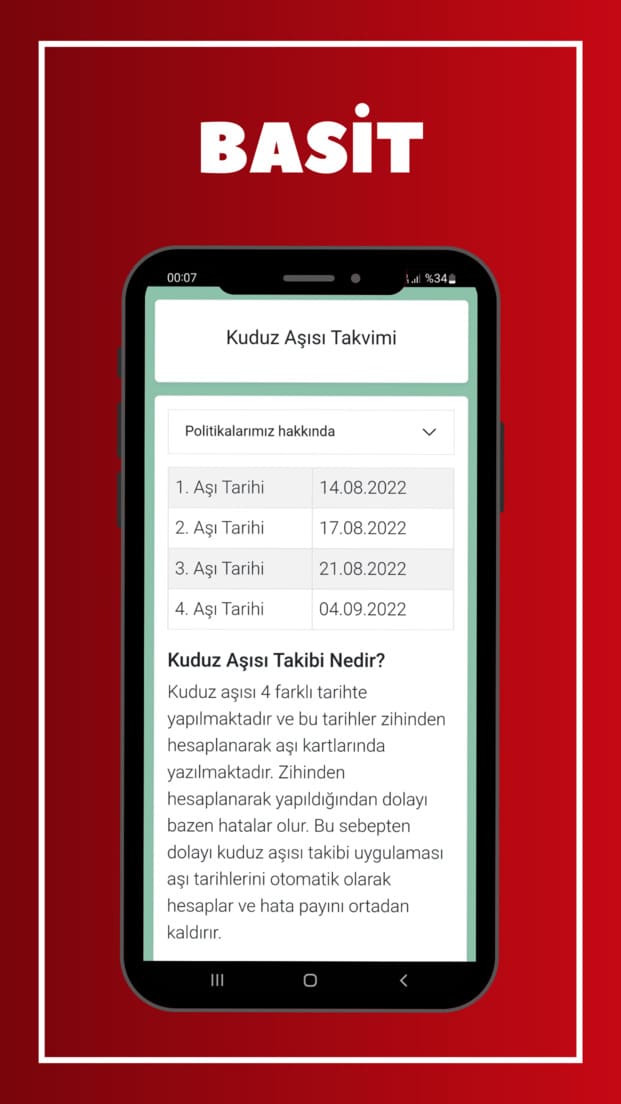 BASİT
00:07
%34
Kuduz Aşısı Takvimi
Politikalarımız hakkında
1. Aşı Tarihi 14.08.2022
2. Aşı Tarihi 17.08.2022
3. Aşı Tarihi 21.08.2022
4. Aşı Tarihi 04.09.2022
Kuduz Aşısı Takibi Nedir?
Kuduz aşısı 4 farklı tarihte
yapılmaktadır ve bu tarihler zihinden
hesaplanarak aşı kartlarında
yazılmaktadır. Zihinden
hesaplanarak yapıldığından dolayı
bazen hatalar olur. Bu sebepten
dolayı kuduz aşısı takibi uygulaması
aşı tarihlerini otomatik olarak
hesaplar ve hata payını ortadan
kaldırır.